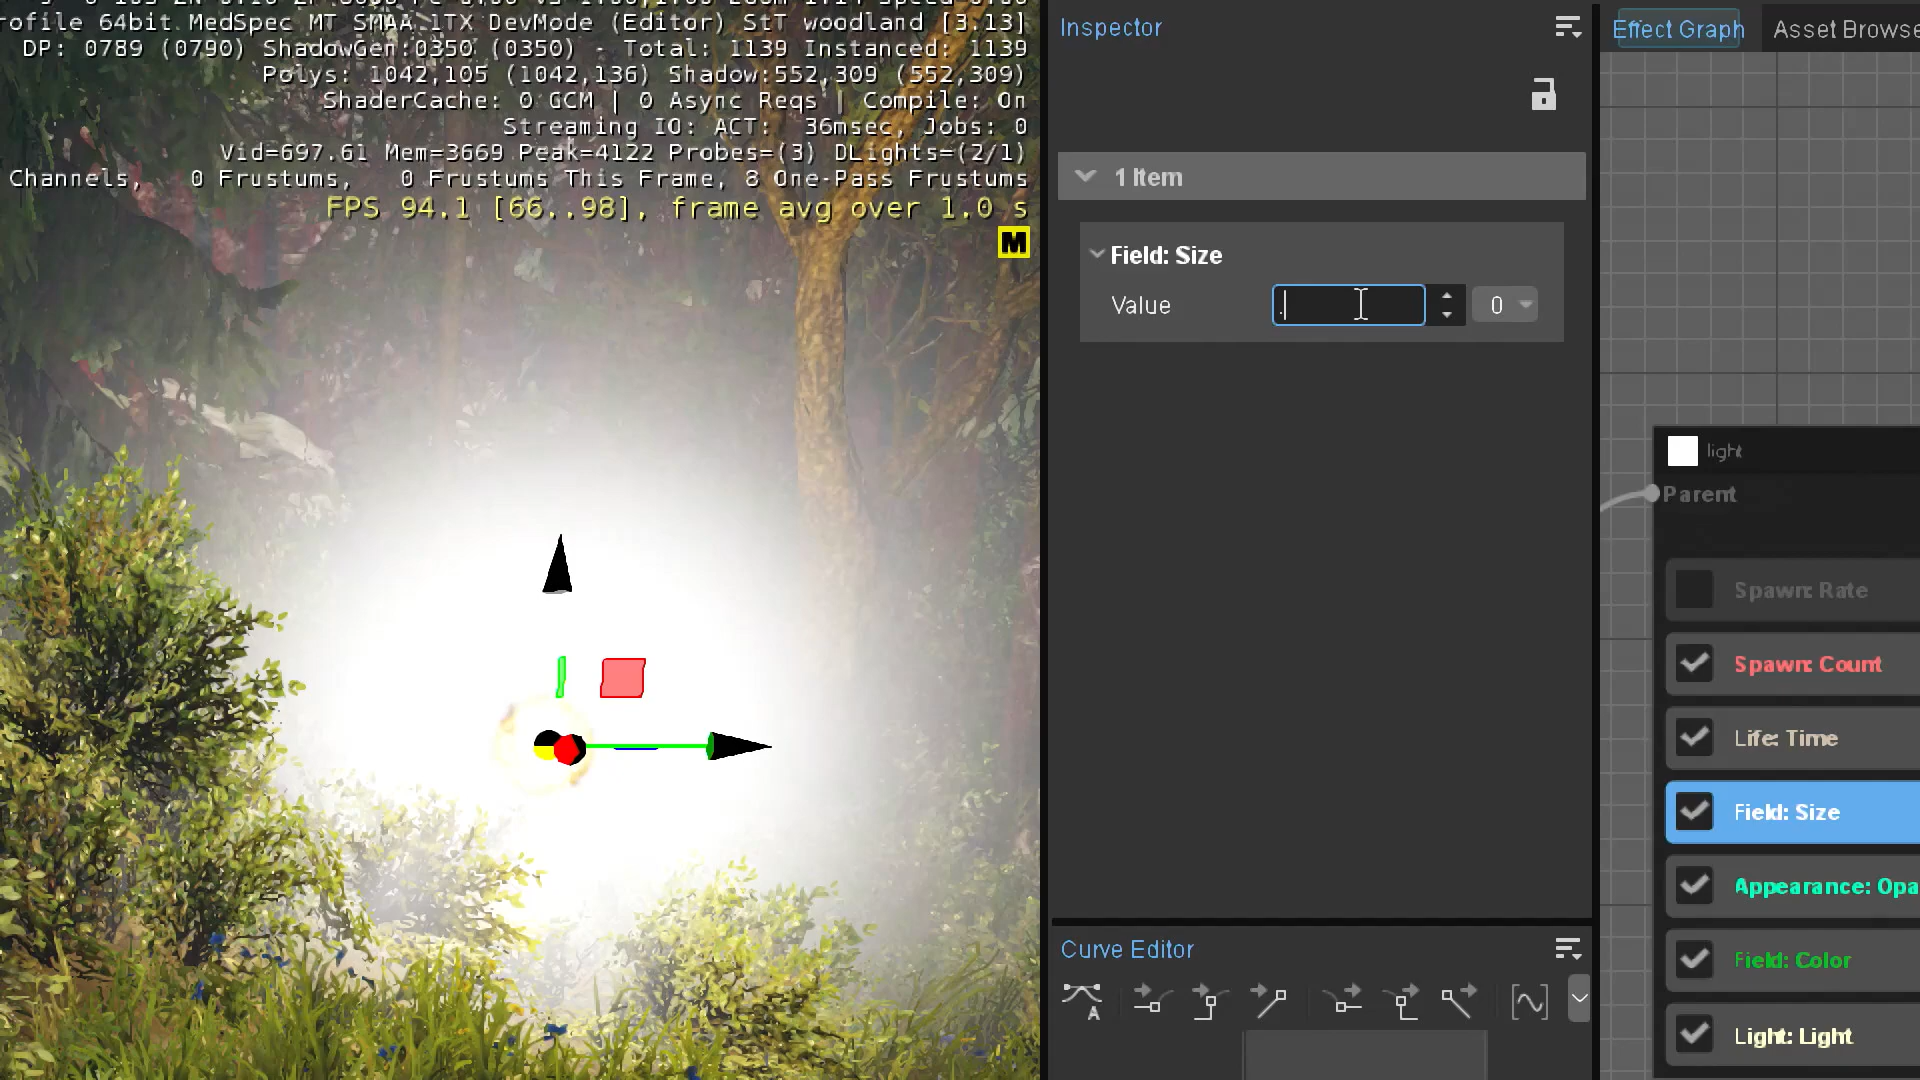 rofile 64bit MedSpec MT SMAA 1TX DevMode (Editor) StT woodland [3.13]
DP: 0789 (0790) ShadowGen:0350 (0350) - Total: 1139 Instanced: 1139
Polys: 1042,105 (1042,136) Shadow:552,309 (552,309)
ShaderCache: 0 GCM | 0 Async Reqs | Compile: On
Streaming IO: ACT: 36msec, Jobs: 0
Vid=697.61 Mem=3669 Peak=4122 Probes=(3) DLights=(2/1)
Channels, 0 Frustums, 0 Frustums This Frame, 8 One-Pass Frustums
FPS 94.1 [66..98], frame avg over 1.0 s
M
Inspector
1 Item
Field: Size
Value . 0
Curve Editor
A
Effect Graph Asset Browse
light
Parent
Spawn: Rate
Spawn: Count
Life: Time
Field: Size
Appearance: Opa
Field: Color
Light: Light